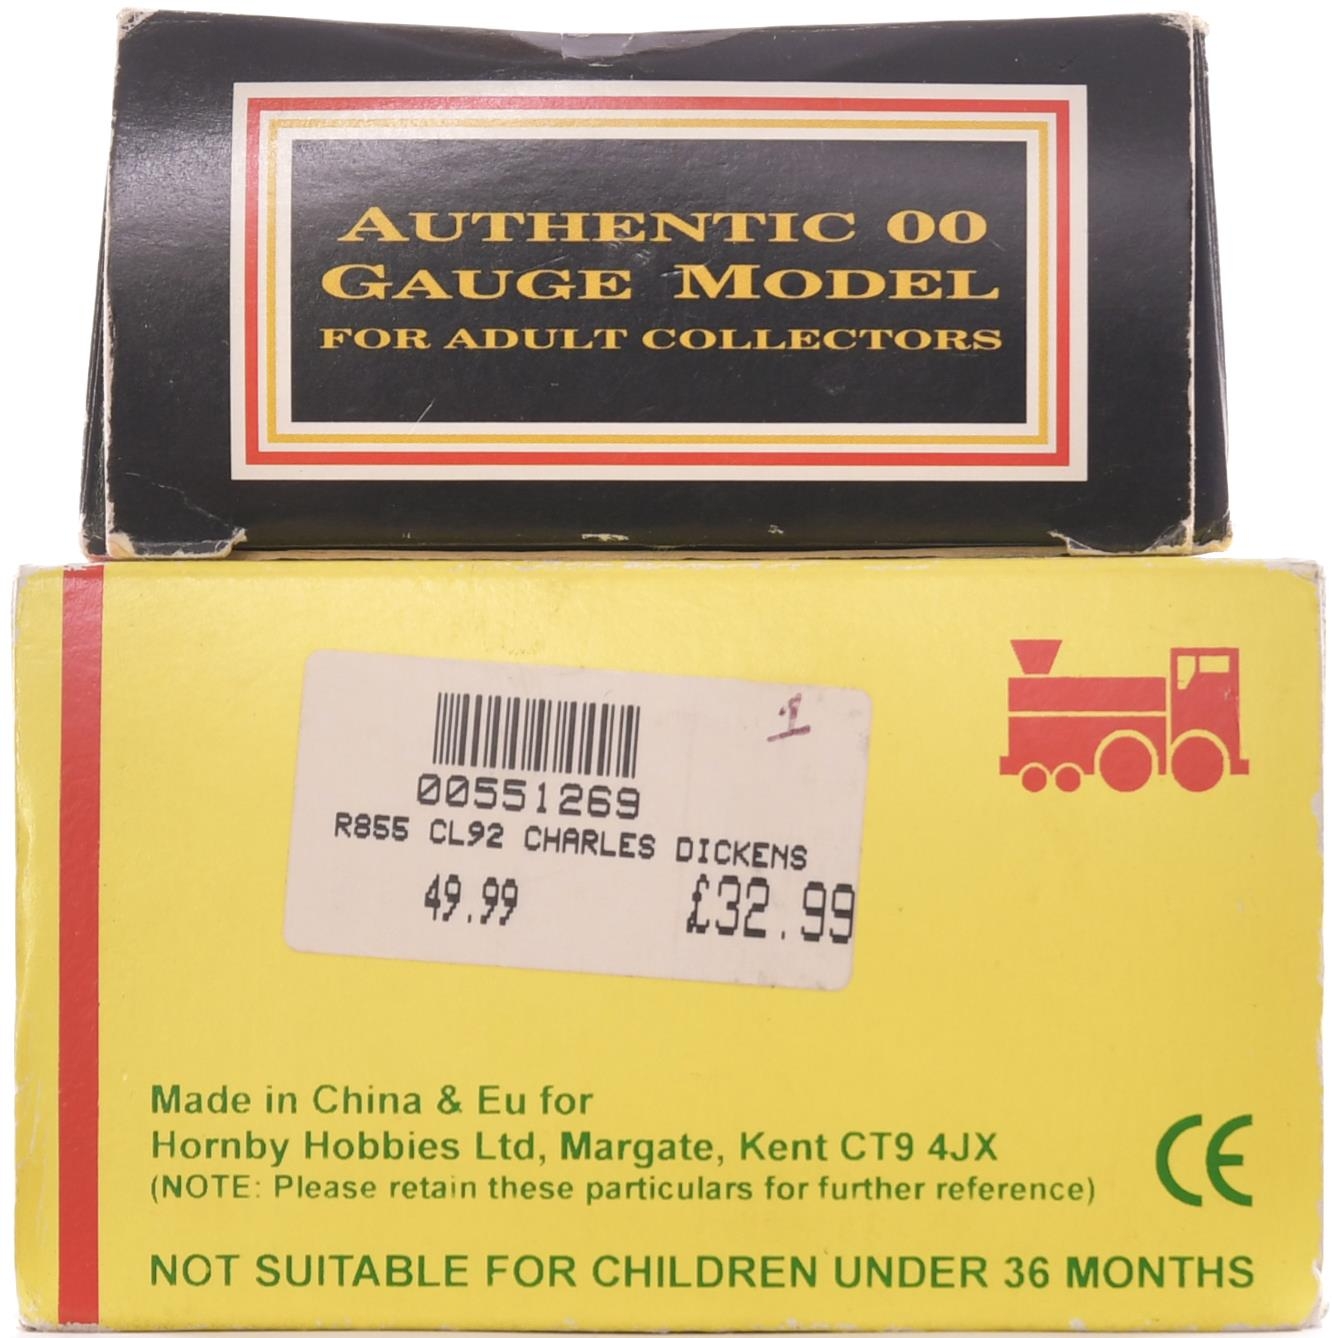 AUTHENTIC 00
GAUGE MODEL
FOR ADULT COLLECTORS
1
00551269
R855 CL92 CHARLES DICKENS
49.99 £32.99
Made in China & Eu for
Hornby Hobbies Ltd, Margate, Kent CT9 4JX
(NOTE: Please retain these particulars for further reference)
CE
NOT SUITABLE FOR CHILDREN UNDER 36 MONTHS